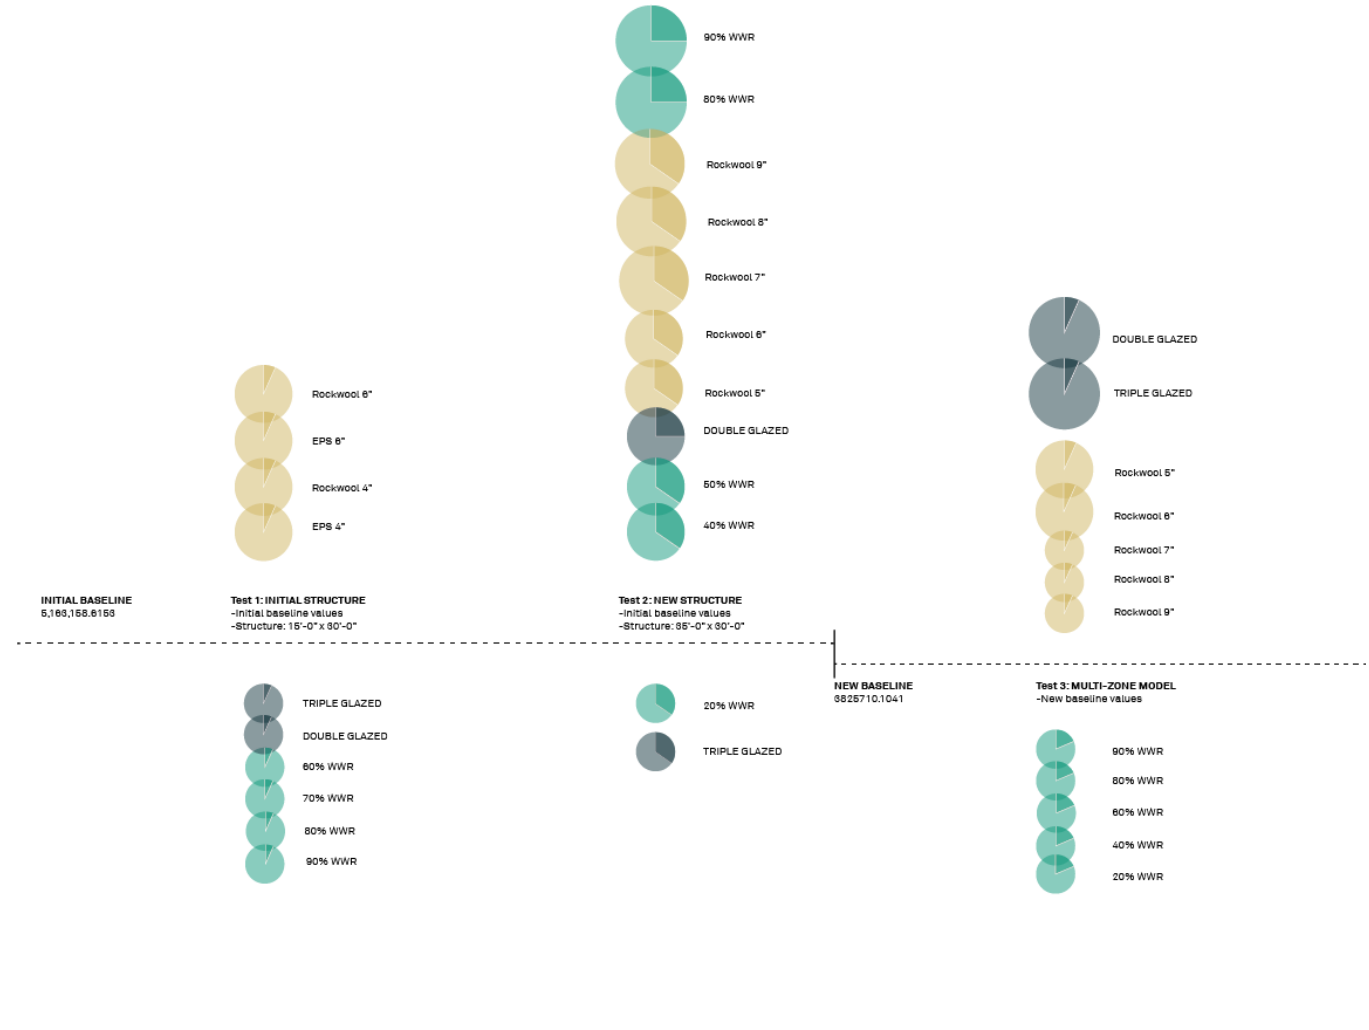 90% WWR
80% WWR
Rockwool 9"
Rockwool 8"
Rockwool 7"
Rockwool 6"
Rockwool 5"
DOUBLE GLAZED
50% WWR
40% WWR
Rockwool 6"
EPS 6"
Rockwool 4"
EPS 4"
DOUBLE GLAZED
TRIPLE GLAZED
Rockwool 5"
Rockwool 6"
Rockwool 7"
Rockwool 8"
Rockwool 9"
INITIAL BASELINE
5,163,158.6153
Test 1: INITIAL STRUCTURE
-Initial baseline values
-Structure: 15'-0" x 30'-0"
Test 2: NEW STRUCTURE
-Initial baseline values
-Structure: 35'-0" x 30'-0"
NEW BASELINE
3825710.1041
Test 3: MULTI-ZONE MODEL
-New baseline values
TRIPLE GLAZED
DOUBLE GLAZED
60% WWR
70% WWR
80% WWR
90% WWR
20% WWR
TRIPLE GLAZED
90% WWR
80% WWR
60% WWR
40% WWR
20% WWR